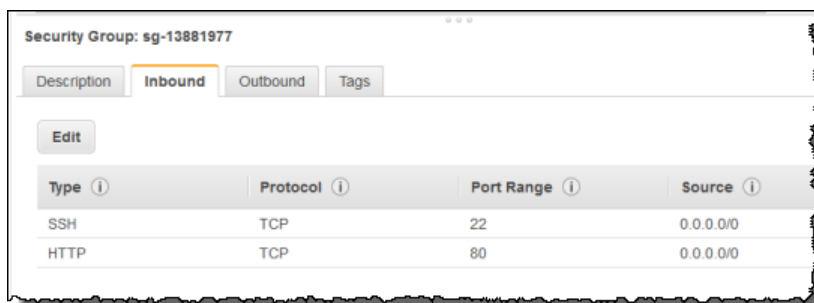 Security Group: sg-13881977
Description Inbound Outbound Tags
Edit
Type Protocol Port Range Source
SSH TCP 22 0.0.0.0/0
HTTP TCP 80 0.0.0.0/0